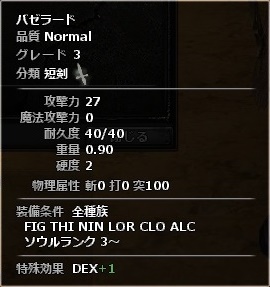 バゼラード
品質 Normal
グレード 3
分類 短剣
攻撃力 27
魔法攻撃力 0
耐久度 40/40
重量 0.90
硬度 2
物理属性 斬0 打0 突100
装備条件 全種族
FIG THI NIN LOR CLO ALC
ソウルランク 3～
特殊効果 DEX+1